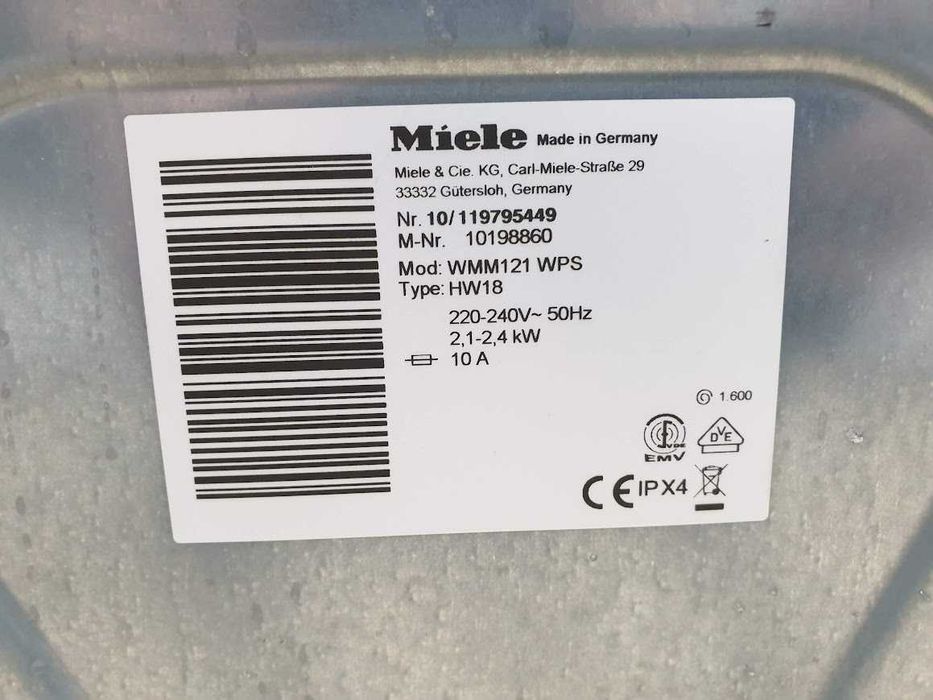 Miele Made in Germany
Miele & Cie. KG, Carl-Miele-Straße 29
33332 Gütersloh, Germany
Nr. 10/119795449
M-Nr. 10198860
Mod: WMM121 WPS
Type: HW18
220-240V~ 50Hz
2,1-2,4 kW
10 A
1.600
VDE
EMV
DVE
CE IPX4